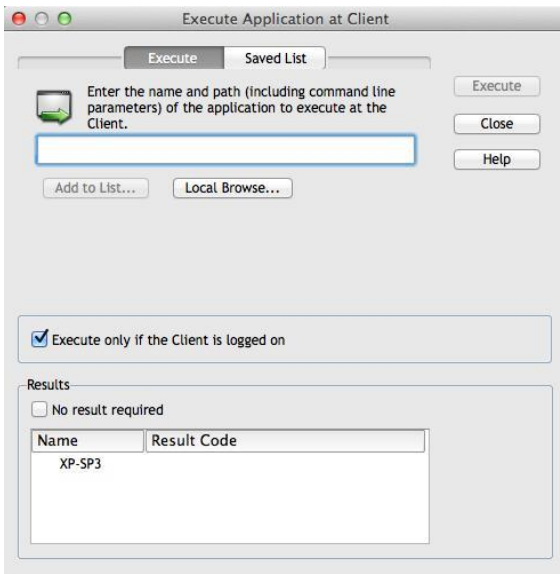 Execute Application at Client
Execute
Saved List
Enter the name and path (including command line
parameters) of the application to execute at the
Client.
Execute
Close
Help
Add to List...
Local Browse...
Execute only if the Client is logged on
Results
No result required
Name
Result Code
XP-SP3